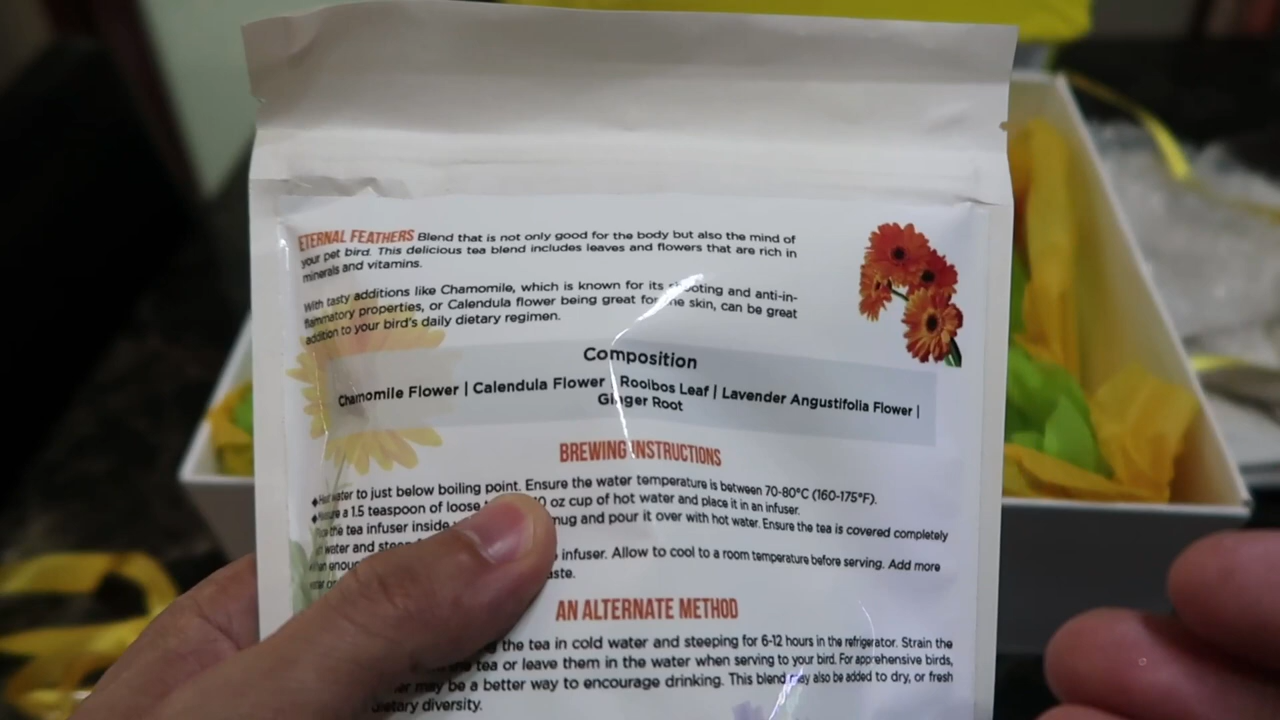 ETERNAL FEATHERS Blend that is not only good for the body but also the mind of
your pet bird. This delicious tea blend includes leaves and flowers that are rich in
minerals and vitamins.
With tasty additions like Chamomile, which is known for its and anti-in-
flammatory properties, or Calendula flower being great for the skin, can be great
addition to your bird's daily dietary regimen.
Composition
Chamomile Flower | Calendula Flower | Rooibos Leaf | Lavender Angustifolia Flower |
Ginger Root
BREWING INSTRUCTIONS
◆ water to just below boiling point. Ensure the water temperature is between 70-80°C (160-175°F).
◆ a 1.5 teaspoon of loose oz cup of hot water and place it in an infuser.
the tea infuser inside mug and pour it over with hot water. Ensure the tea is covered completely
water and
infuser. Allow to cool to a room temperature before serving. Add more
AN ALTERNATE METHOD
the tea in cold water and steeping for 6-12 hours in the refrigerator. Strain the
tea or leave them in the water when serving to your bird. For apprehensive birds,
may be a better way to encourage drinking. This blend may also be added to dry, or fresh
dietary diversity.